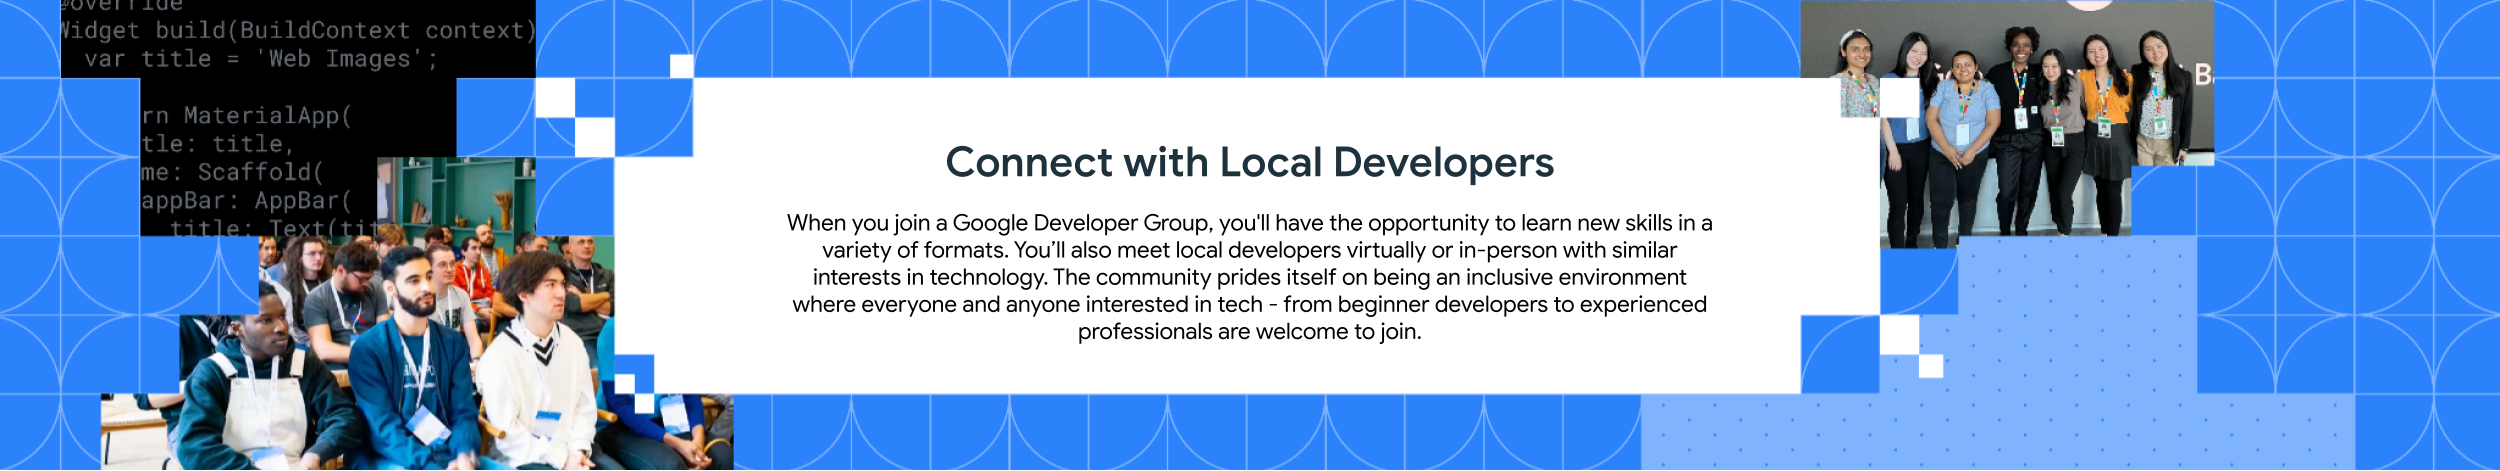 @override
Widget build(BuildContext context)
var title = 'Web Images';
rn MaterialApp(
tle: title,
me: Scaffold(
appBar: AppBar(
title: Text(tit
Connect with Local Developers
When you join a Google Developer Group, you'll have the opportunity to learn new skills in a
variety of formats. You’ll also meet local developers virtually or in-person with similar
interests in technology. The community prides itself on being an inclusive environment
where everyone and anyone interested in tech - from beginner developers to experienced
professionals are welcome to join.